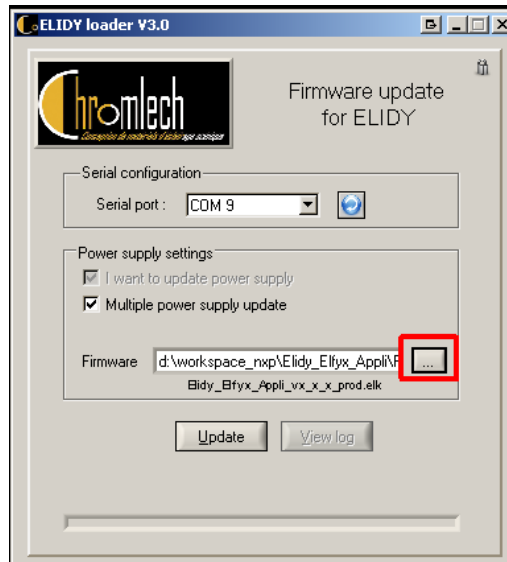 ELIDY loader V3.0
Chromlech
Firmware update
for ELIDY
Serial configuration
Serial port :
COM 9
Power supply settings
I want to update power supply
Multiple power supply update
Firmware
d:\workspace_nxp\Elidy_Elfyx_Appli\F
...
Elidy_Elfyx_Appli_vx_x_x_prod.elk
Update
View log